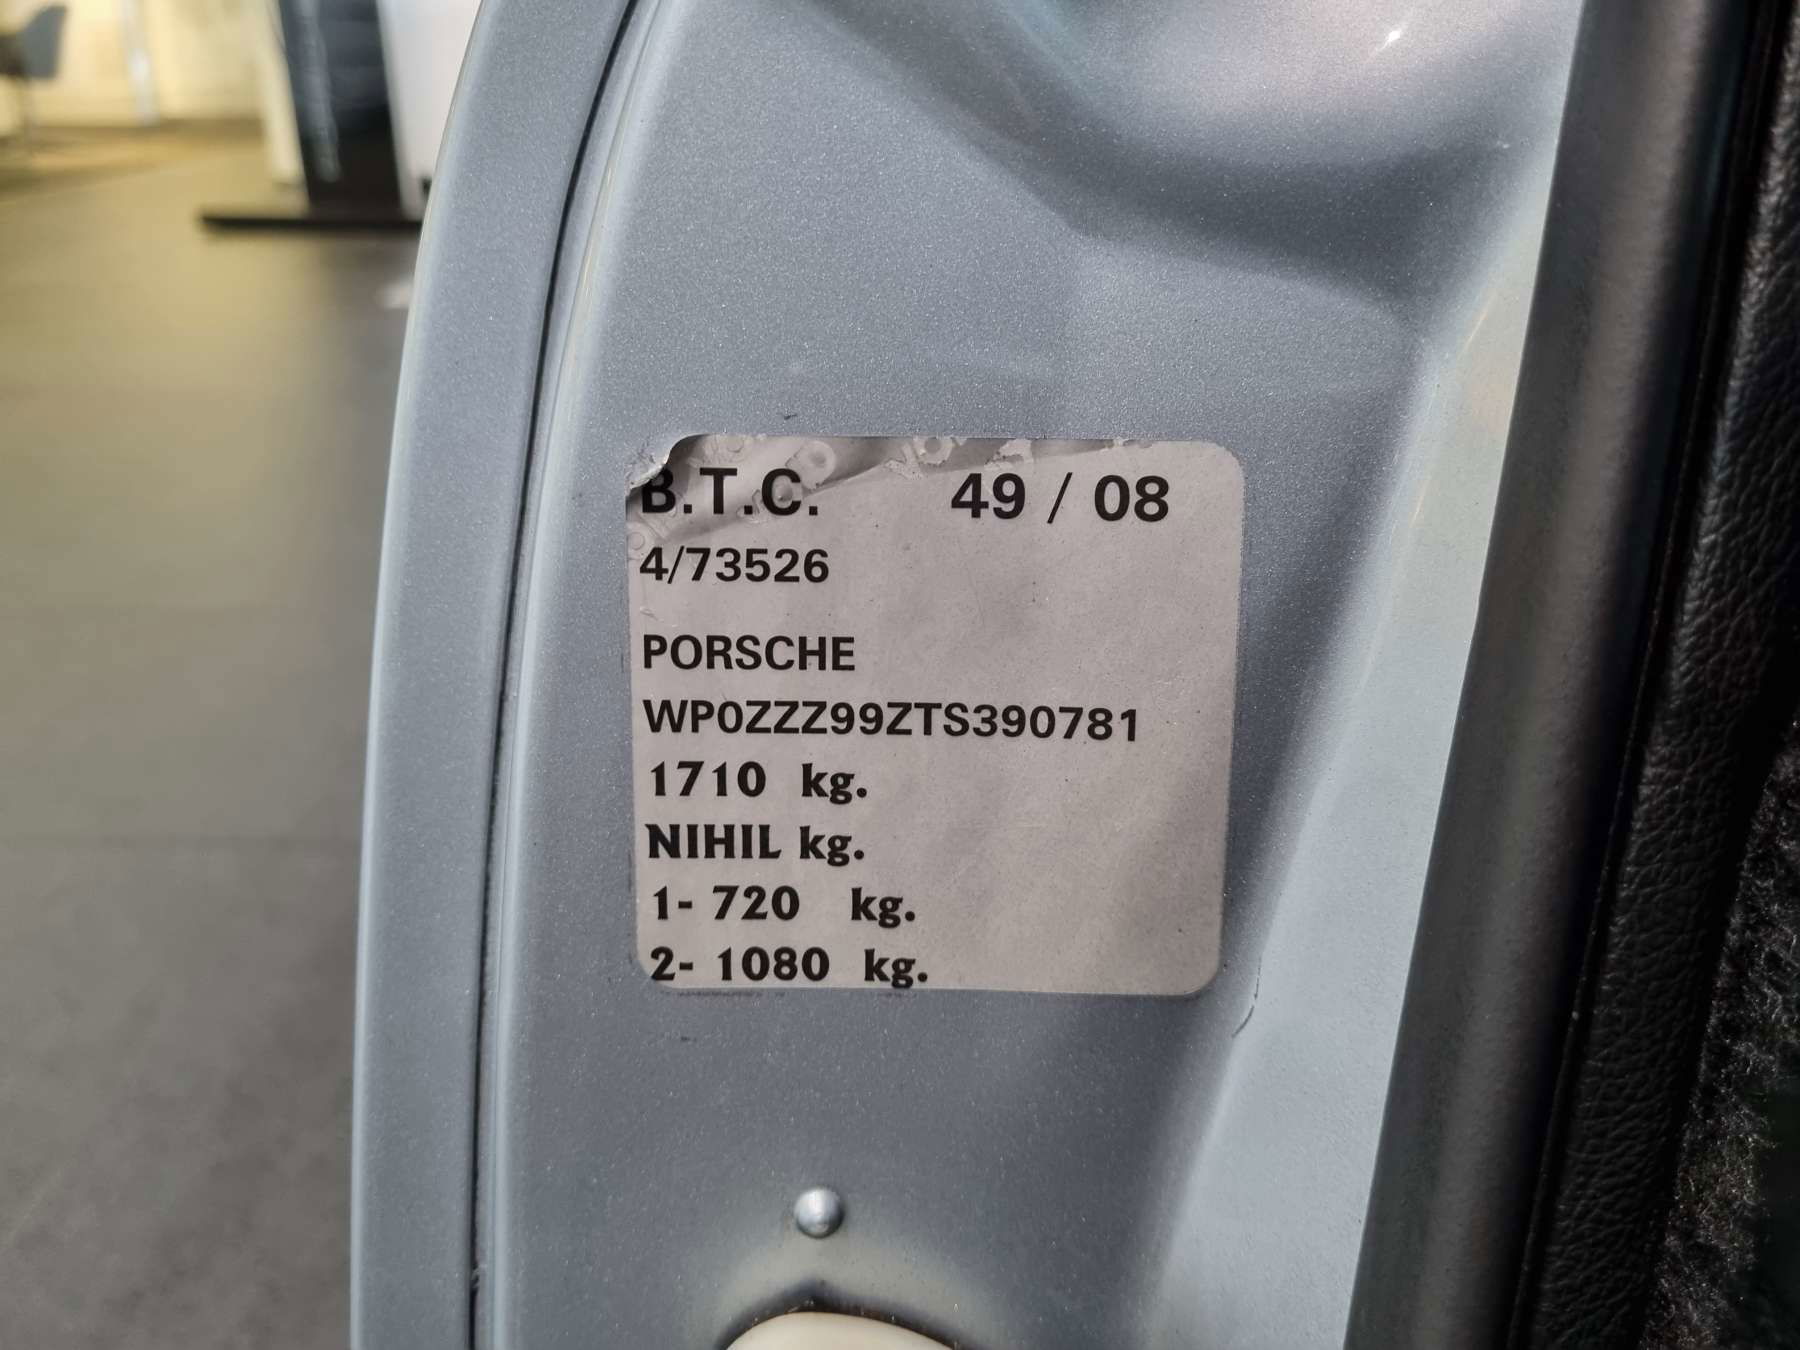 B.T.C. 49 / 08
4/73526
PORSCHE
WP0ZZZ99ZTS390781
1710 kg.
NIHIL kg.
1- 720 kg.
2- 1080 kg.